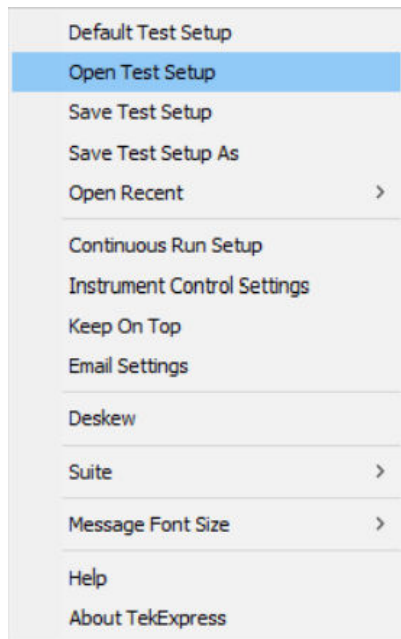 Default Test Setup
Open Test Setup
Save Test Setup
Save Test Setup As
Open Recent
Continuous Run Setup
Instrument Control Settings
Keep On Top
Email Settings
Deskew
Suite
Message Font Size
Help
About TekExpress